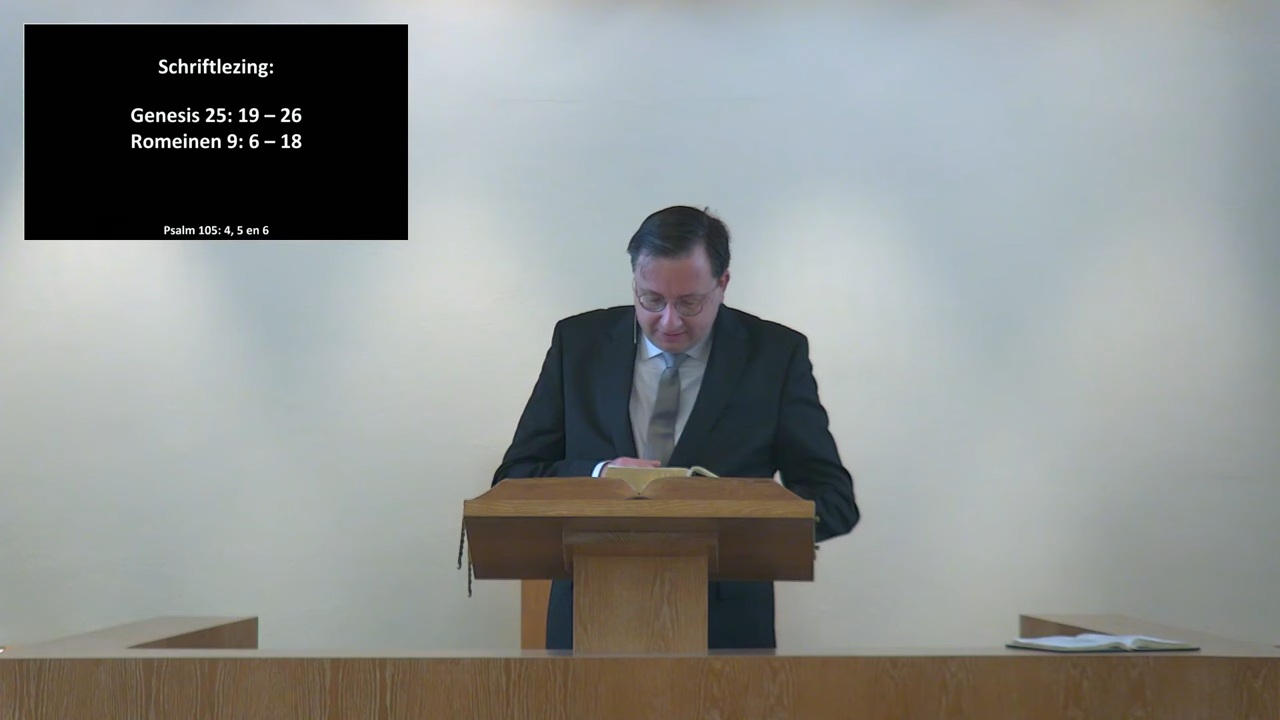 Schriftlezing:
Genesis 25: 19 – 26
Romeinen 9: 6 – 18
Psalm 105: 4, 5 en 6